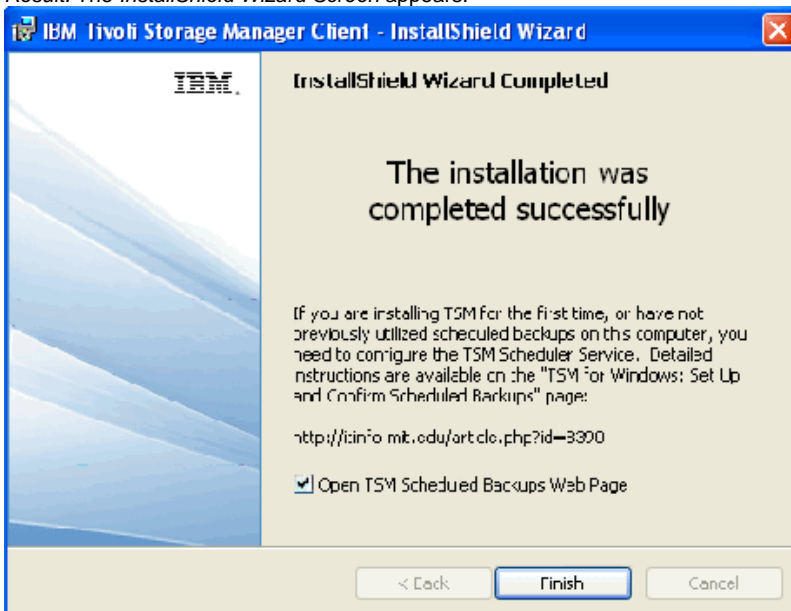 Result: The InstallShield Wizard Screen appears.
IBM Tivoli Storage Manager Client - InstallShield Wizard
IBM.
InstallShield Wizard Completed
The installation was
completed successfully
If you are installing TSM for the first time, or have not
previously utilized scheduled backups on this computer, you
need to configure the TSM Scheduler Service. Detailed
instructions are available on the "TSM for Windows: Set Up
and Confirm Scheduled Backups" page:
http://itinfo.mit.edu/article.php?id=
Open TSM Scheduled Backups Web Page
< Back
Finish
Cancel